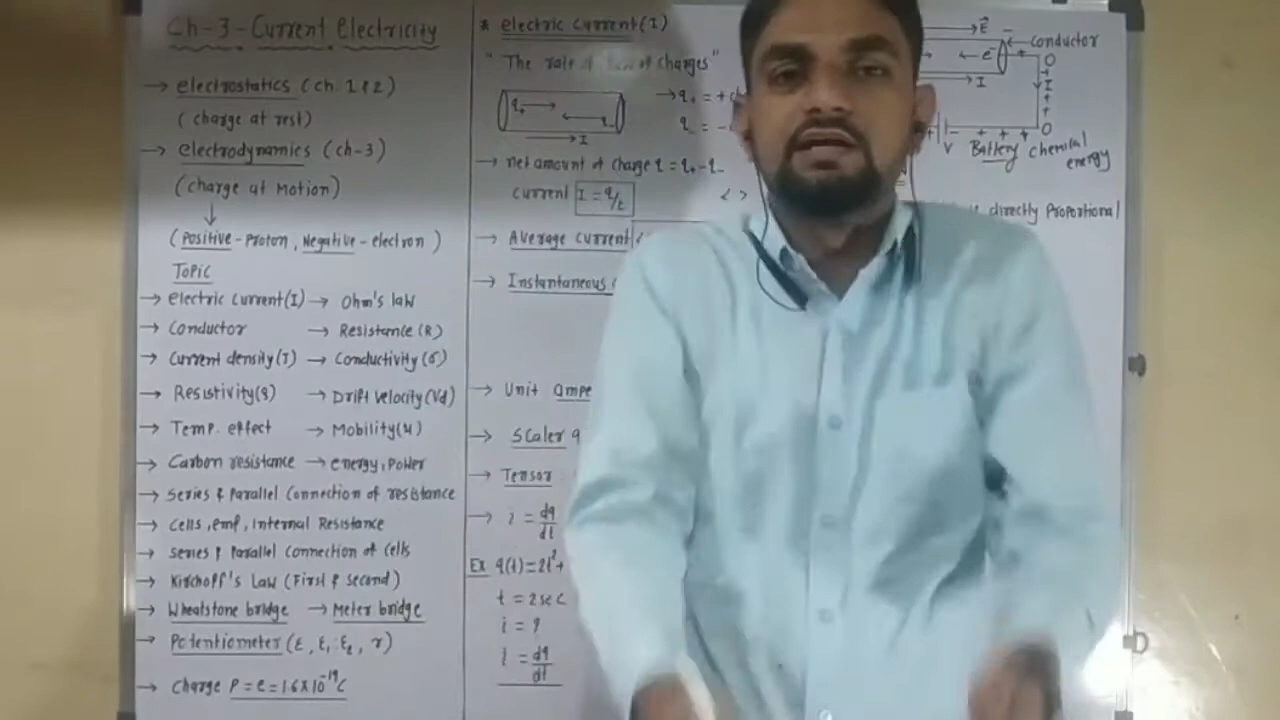 Ch-3-Current Electricity
→ electrostatics (ch. 1 & 2)
(charge at rest)
→ electrodynamics (ch-3)
(charge at Motion)
↓
(Positive-Proton, Negative-electron)
Topic
→ electric current(I) → Ohm's law
→ Conductor → Resistance(R)
→ Current density(J) → Conductivity(σ)
→ Resistivity(ρ) → Drift Velocity(Vd)
→ Temp. effect → Mobility(μ)
→ Carbon resistance → energy, Power
→ Series & Parallel Connection of resistance
→ Cells, emf, Internal Resistance
→ Series & Parallel Connection of Cells
→ Kirchoff's Law (First & Second)
→ Wheatstone bridge → Meter bridge
→ Potentiometer (ε, ε1:ε2, r)
→ Charge P = e = 1.6×10⁻¹⁹C
* electric current(I)
"The rate of flow of charges"
q+ → ← q-
→ I
→ q+ = +
q- = -
→ net amount of charge q = q+ - q-
current I = q/t
< >
→ Average current
→ Instantaneous
→ Unit ampe
→ Scaler q
→ Tensor
→ i = dq/dt
Ex q(t) = 2t²+
t = 2sec
i = ?
i = dq/dt
→ E
← e⁻
→ I
conductor
+ - V
+ + + +
Battery chemical
energy
directly Proportional